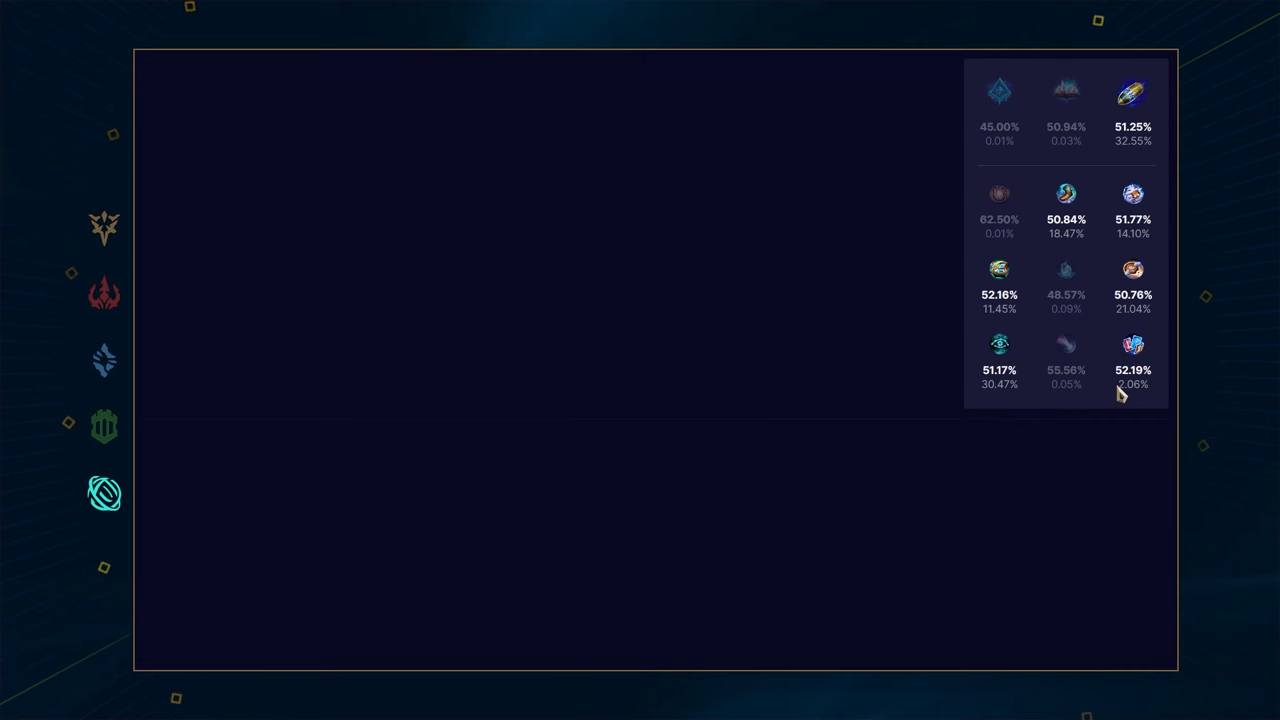 45.00% 50.94% 51.25%
0.01% 0.03% 32.55%
62.50% 50.84% 51.77%
0.01% 18.47% 14.10%
52.16% 48.57% 50.76%
11.45% 0.09% 21.04%
51.17% 55.56% 52.19%
30.47% 0.05% 2.06%